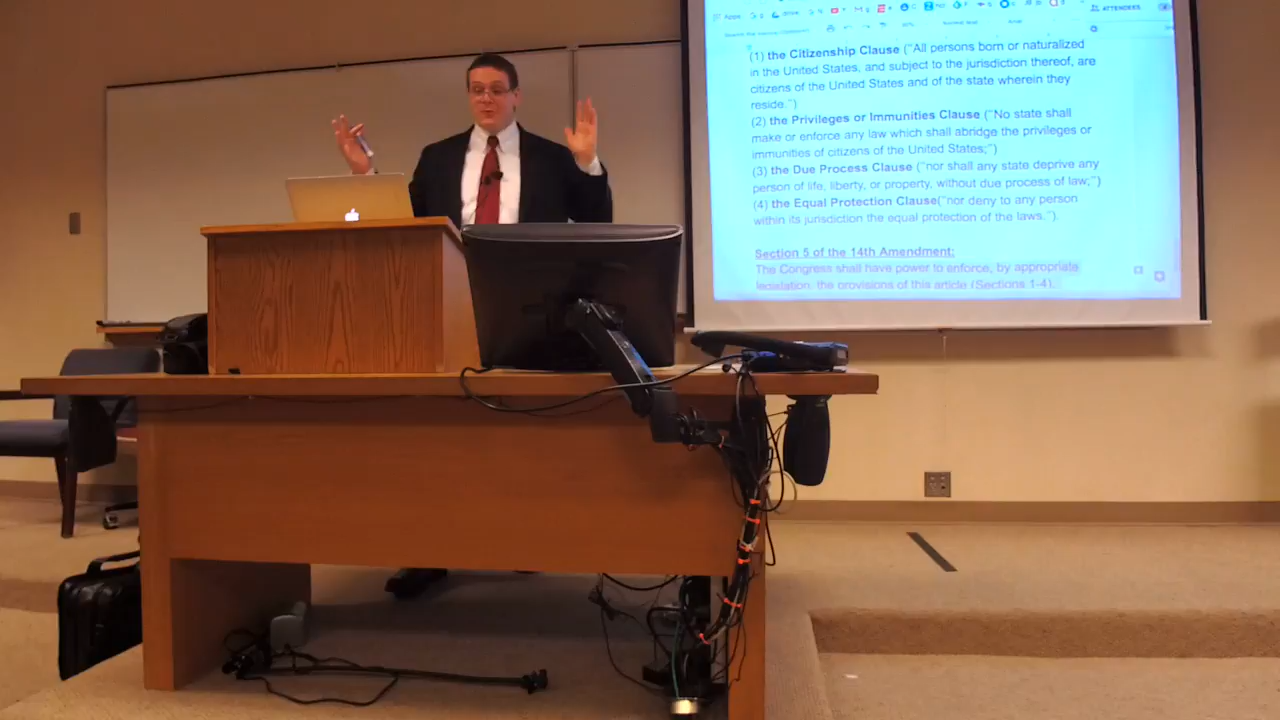 Apps
drive
ATTENDEES
Normal text
Arial
(1) the Citizenship Clause ("All persons born or naturalized
in the United States, and subject to the jurisdiction thereof, are
citizens of the United States and of the state wherein they
reside.")
(2) the Privileges or Immunities Clause ("No state shall
make or enforce any law which shall abridge the privileges or
immunities of citizens of the United States;")
(3) the Due Process Clause ("nor shall any state deprive any
person of life, liberty, or property, without due process of law;")
(4) the Equal Protection Clause("nor deny to any person
within its jurisdiction the equal protection of the laws.").
Section 5 of the 14th Amendment:
The Congress shall have power to enforce, by appropriate
legislation, the provisions of this article (Sections 1-4).